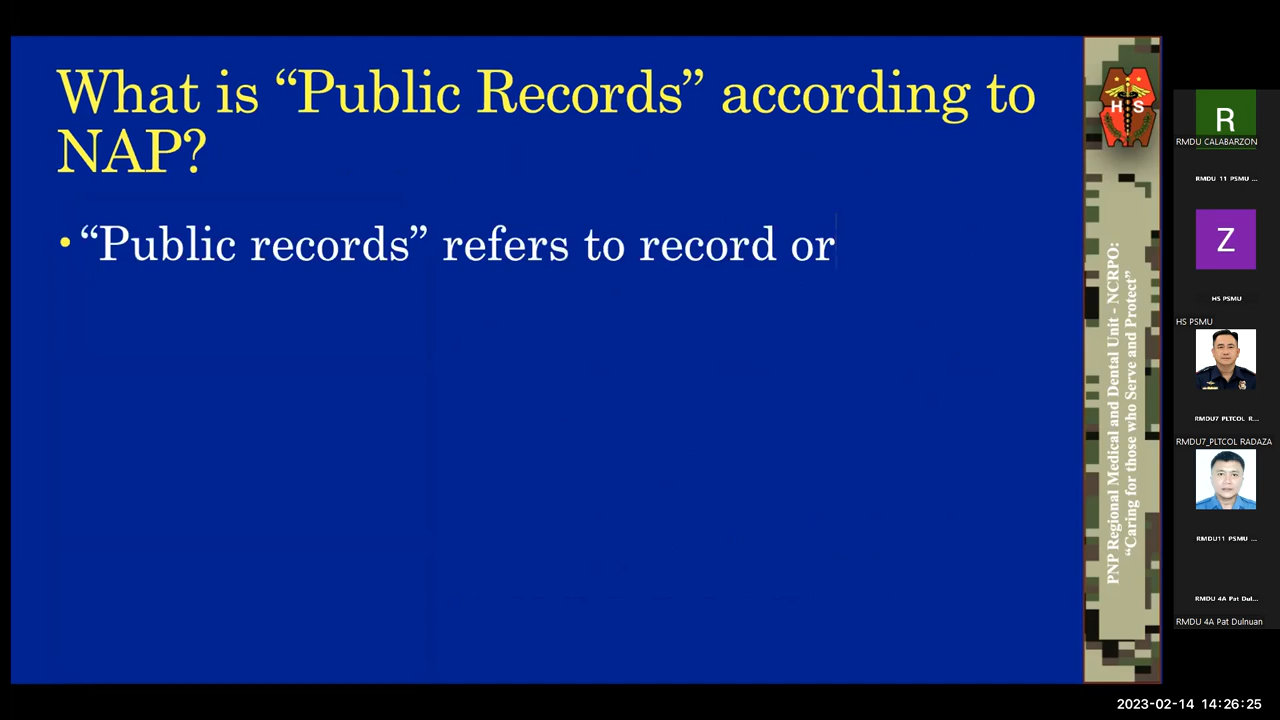 What is “Public Records” according to
NAP?
• “Public records” refers to record or
H S
PNP Regional Medical and Dental Unit - NCRPO:
“Caring for those who Serve and Protect”
R
RMDU CALABARZON
RMDU 11 PSMU ...
Z
HS PSMU
HS PSMU
RMDU7 PLTCOL R...
RMDU7_PLTCOL RADAZA
RMDU11 PSMU ...
RMDU 4A Pat Dul...
RMDU 4A Pat Dulnuan
2023-02-14 14:26:25